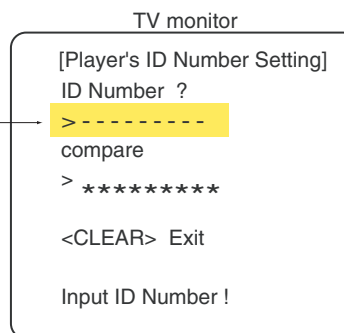 TV monitor
[Player's ID Number Setting]
ID Number ?
>---------
compare
> *********
<CLEAR> Exit
Input ID Number !